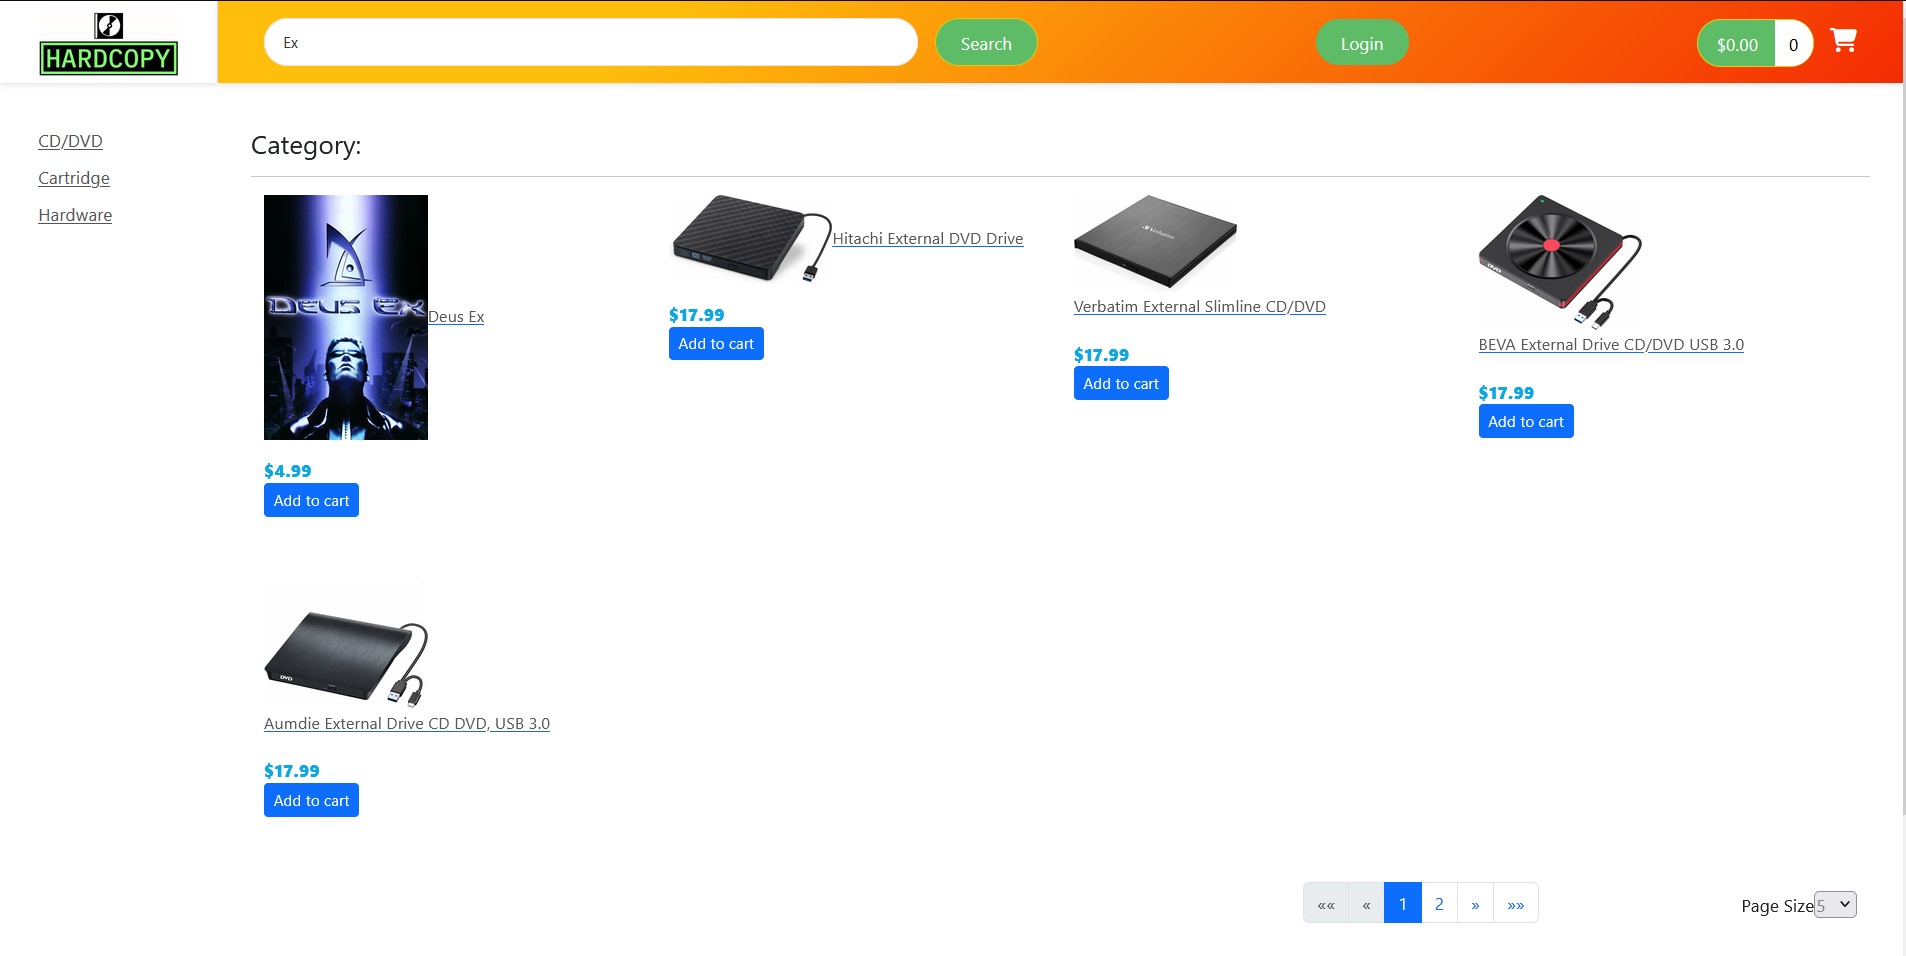 HARDCOPY
Ex
Search
Login
$0.00
0
CD/DVD
Cartridge
Hardware
Category:
DEUS EX
Deus Ex
$4.99
Add to cart
Hitachi External DVD Drive
$17.99
Add to cart
Verbatim
Verbatim External Slimline CD/DVD
$17.99
Add to cart
DVD
BEVA External Drive CD/DVD USB 3.0
$17.99
Add to cart
DVD
Aumdie External Drive CD DVD, USB 3.0
$17.99
Add to cart
«« « 1 2 » »»
Page Size 5